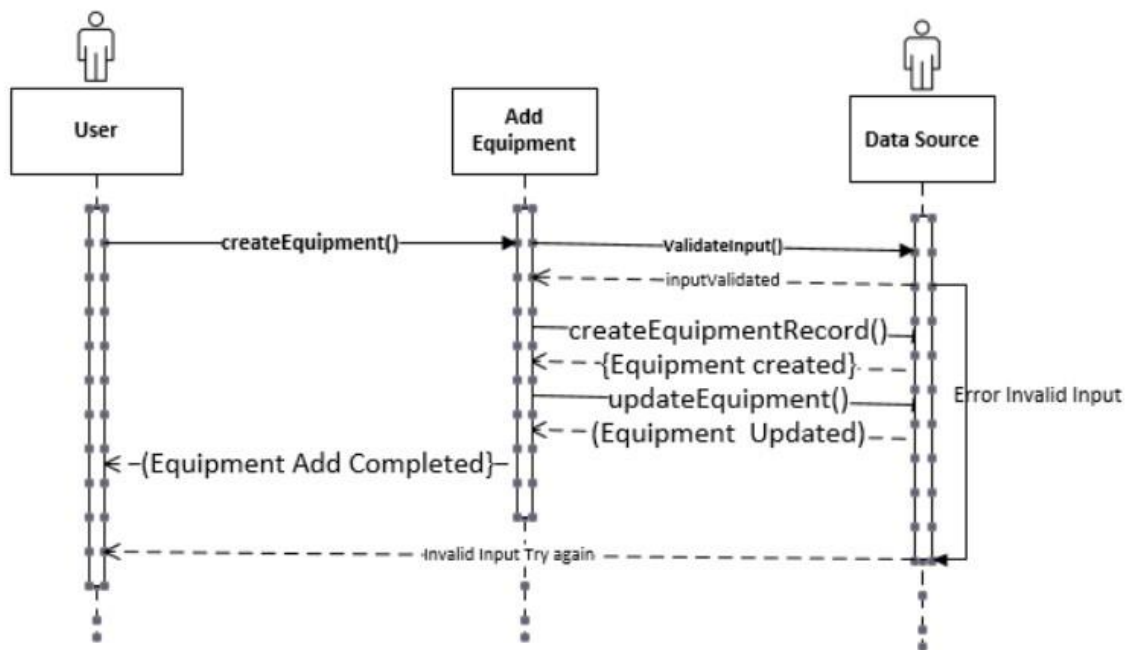 User
Add
Equipment
Data Source
createEquipment()
ValidateInput()
inputValidated
createEquipmentRecord()
{Equipment created}
updateEquipment()
Error Invalid Input
(Equipment Updated)
(Equipment Add Completed}
Invalid Input Try again